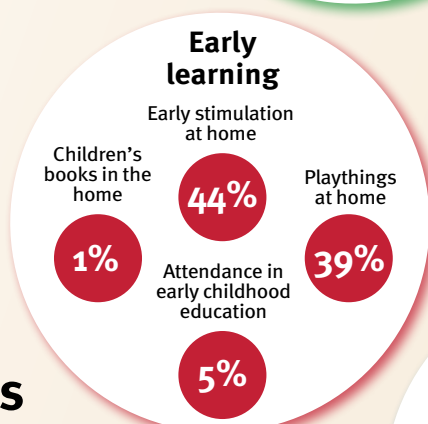 Early
learning
Early stimulation
at home
44%
Children’s
books in the
home
1%
Playthings
at home
39%
Attendance in
early childhood
education
5%
s